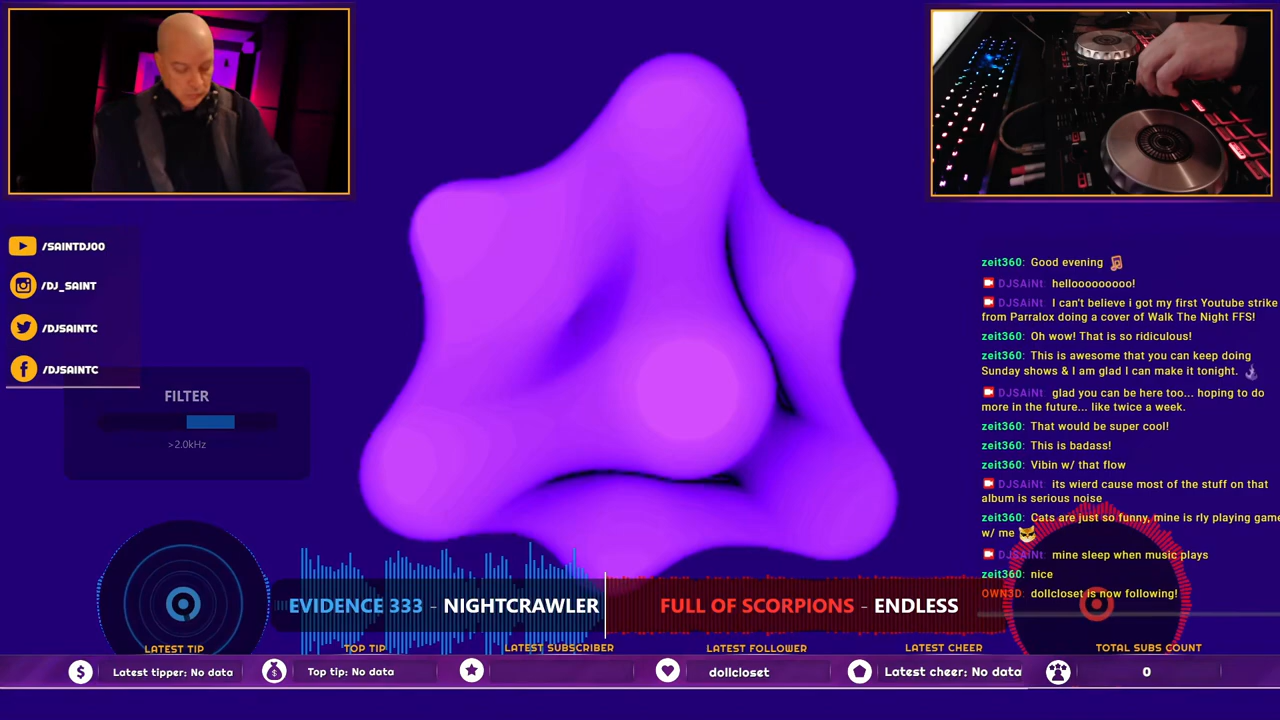 /SAINTDJ00
/DJ_SAINT
/DJSAINTC
/DJSAINTC
FILTER
>2.0kHz
zeit360: Good evening
DJSAiNt: hellooooooooo!
DJSAiNt: I can't believe i got my first Youtube strike
from Parralox doing a cover of Walk The Night FFS!
zeit360: Oh wow! That is so ridiculous!
zeit360: This is awesome that you can keep doing
Sunday shows & I am glad I can make it tonight.
DJSAiNt: glad you can be here too... hoping to do
more in the future... like twice a week.
zeit360: That would be super cool!
zeit360: This is badass!
zeit360: Vibin w/ that flow
DJSAiNt: its wierd cause most of the stuff on that
album is serious noise
zeit360: Cats are just so funny, mine is rly playing game
w/ me
DJSAiNt: mine sleep when music plays
zeit360: nice
OWN3D: dollcloset is now following!
EVIDENCE 333 - NIGHTCRAWLER
FULL OF SCORPIONS - ENDLESS
LATEST TIP
TOP TIP
LATEST SUBSCRIBER
LATEST FOLLOWER
LATEST CHEER
TOTAL SUBS COUNT
Latest tipper: No data
Top tip: No data
dollcloset
Latest cheer: No data
0